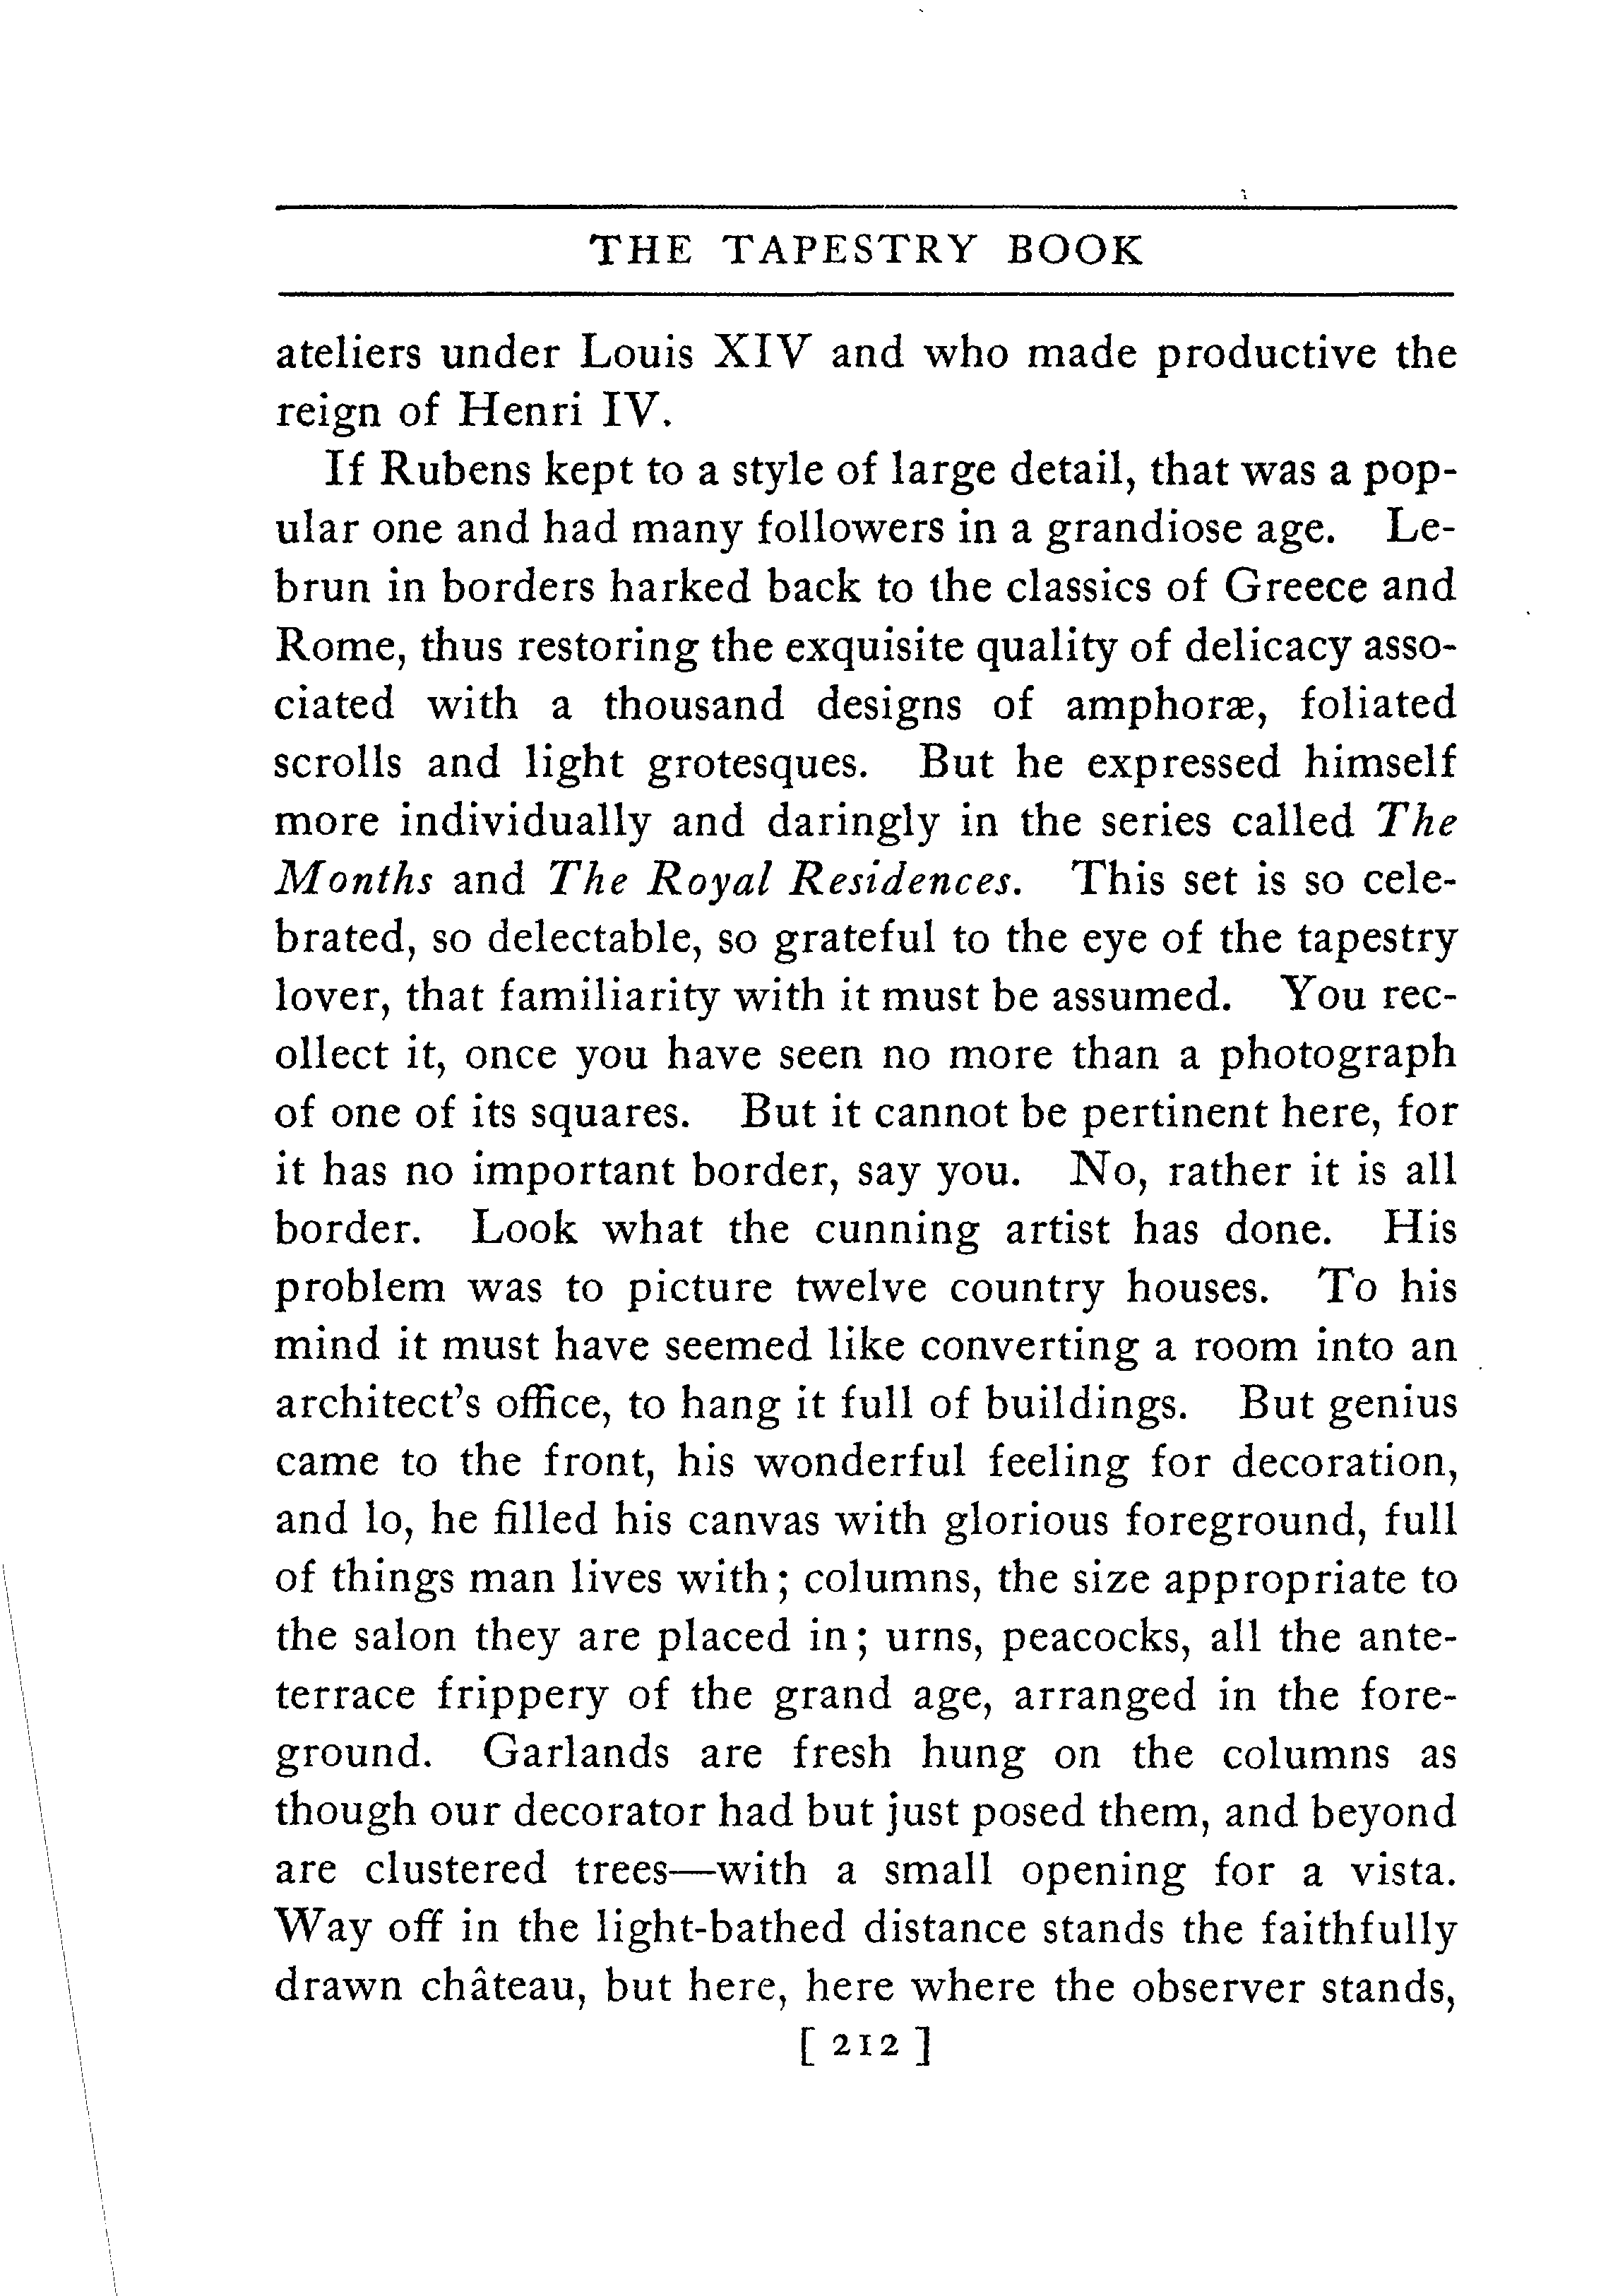 THE TAPESTRY BOOK
ateliers under Louis XIV and who made productive the
reign of Henri IV.
If Rubens kept to a style of large detail, that was a pop-
ular one and had many followers in a grandiose age. Le-
brun in borders harked back to the classics of Greece and
Rome, thus restoring the exquisite quality of delicacy asso-
ciated with a thousand designs of amphoræ, foliated
scrolls and light grotesques. But he expressed himself
more individually and daringly in the series called The
Months and The Royal Residences. This set is so cele-
brated, so delectable, so grateful to the eye of the tapestry
lover, that familiarity with it must be assumed. You rec-
ollect it, once you have seen no more than a photograph
of one of its squares. But it cannot be pertinent here, for
it has no important border, say you. No, rather it is all
border. Look what the cunning artist has done. His
problem was to picture twelve country houses. To his
mind it must have seemed like converting a room into an
architect's office, to hang it full of buildings. But genius
came to the front, his wonderful feeling for decoration,
and lo, he filled his canvas with glorious foreground, full
of things man lives with; columns, the size appropriate to
the salon they are placed in; urns, peacocks, all the ante-
terrace frippery of the grand age, arranged in the fore-
ground. Garlands are fresh hung on the columns as
though our decorator had but just posed them, and beyond
are clustered trees—with a small opening for a vista.
Way off in the light-bathed distance stands the faithfully
drawn château, but here, here where the observer stands,
[ 212 ]